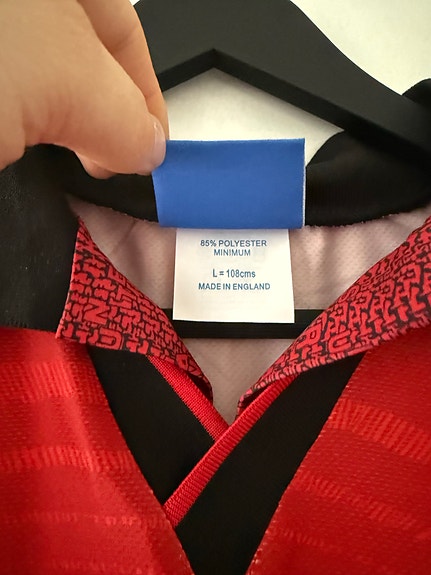 85% POLYESTER
MINIMUM
L = 108cms
MADE IN ENGLAND